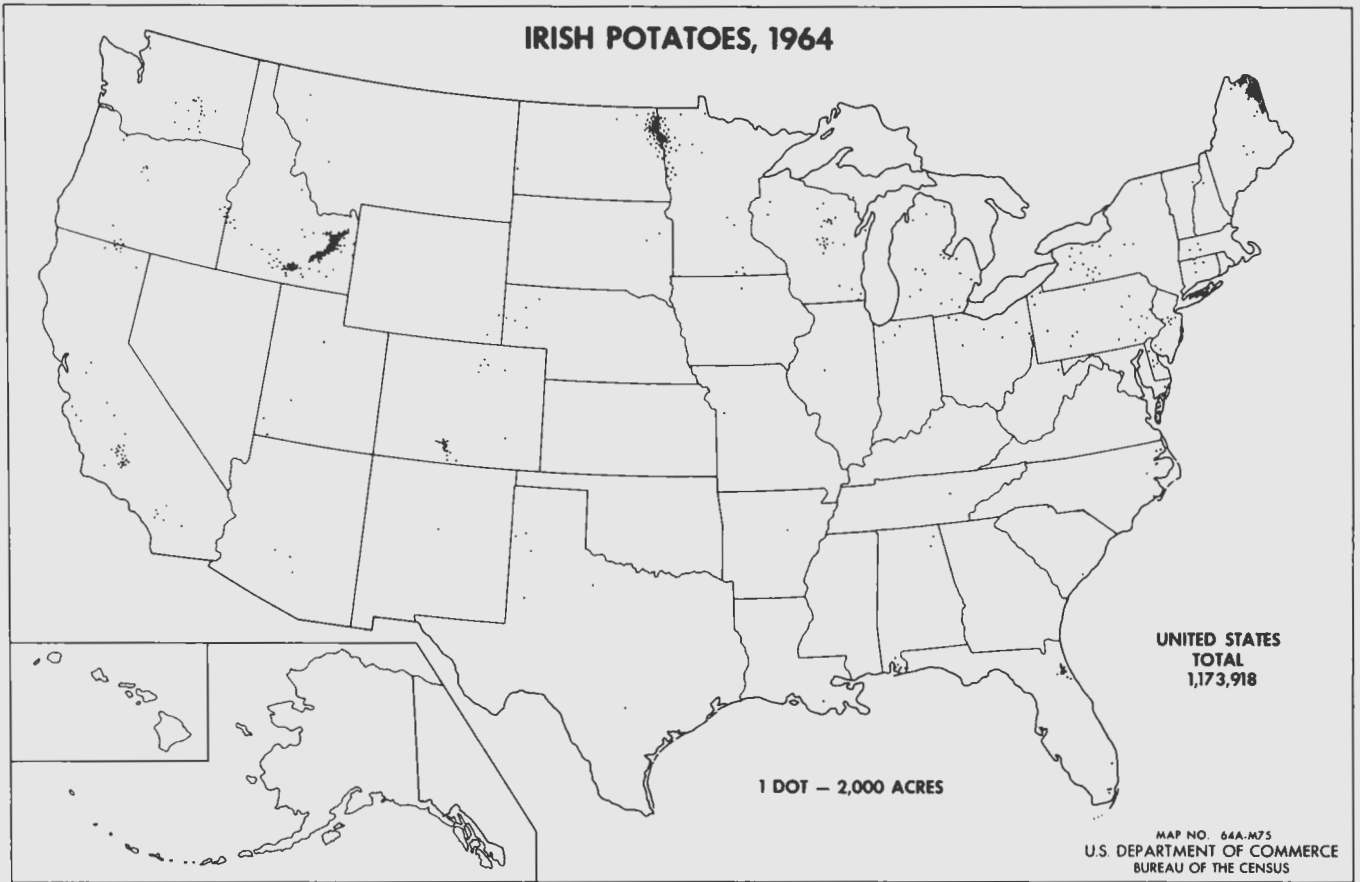 IRISH POTATOES, 1964
UNITED STATES
TOTAL
1,173,918
1 DOT — 2,000 ACRES
MAP NO. 64A-M75
U.S. DEPARTMENT OF COMMERCE
BUREAU OF THE CENSUS